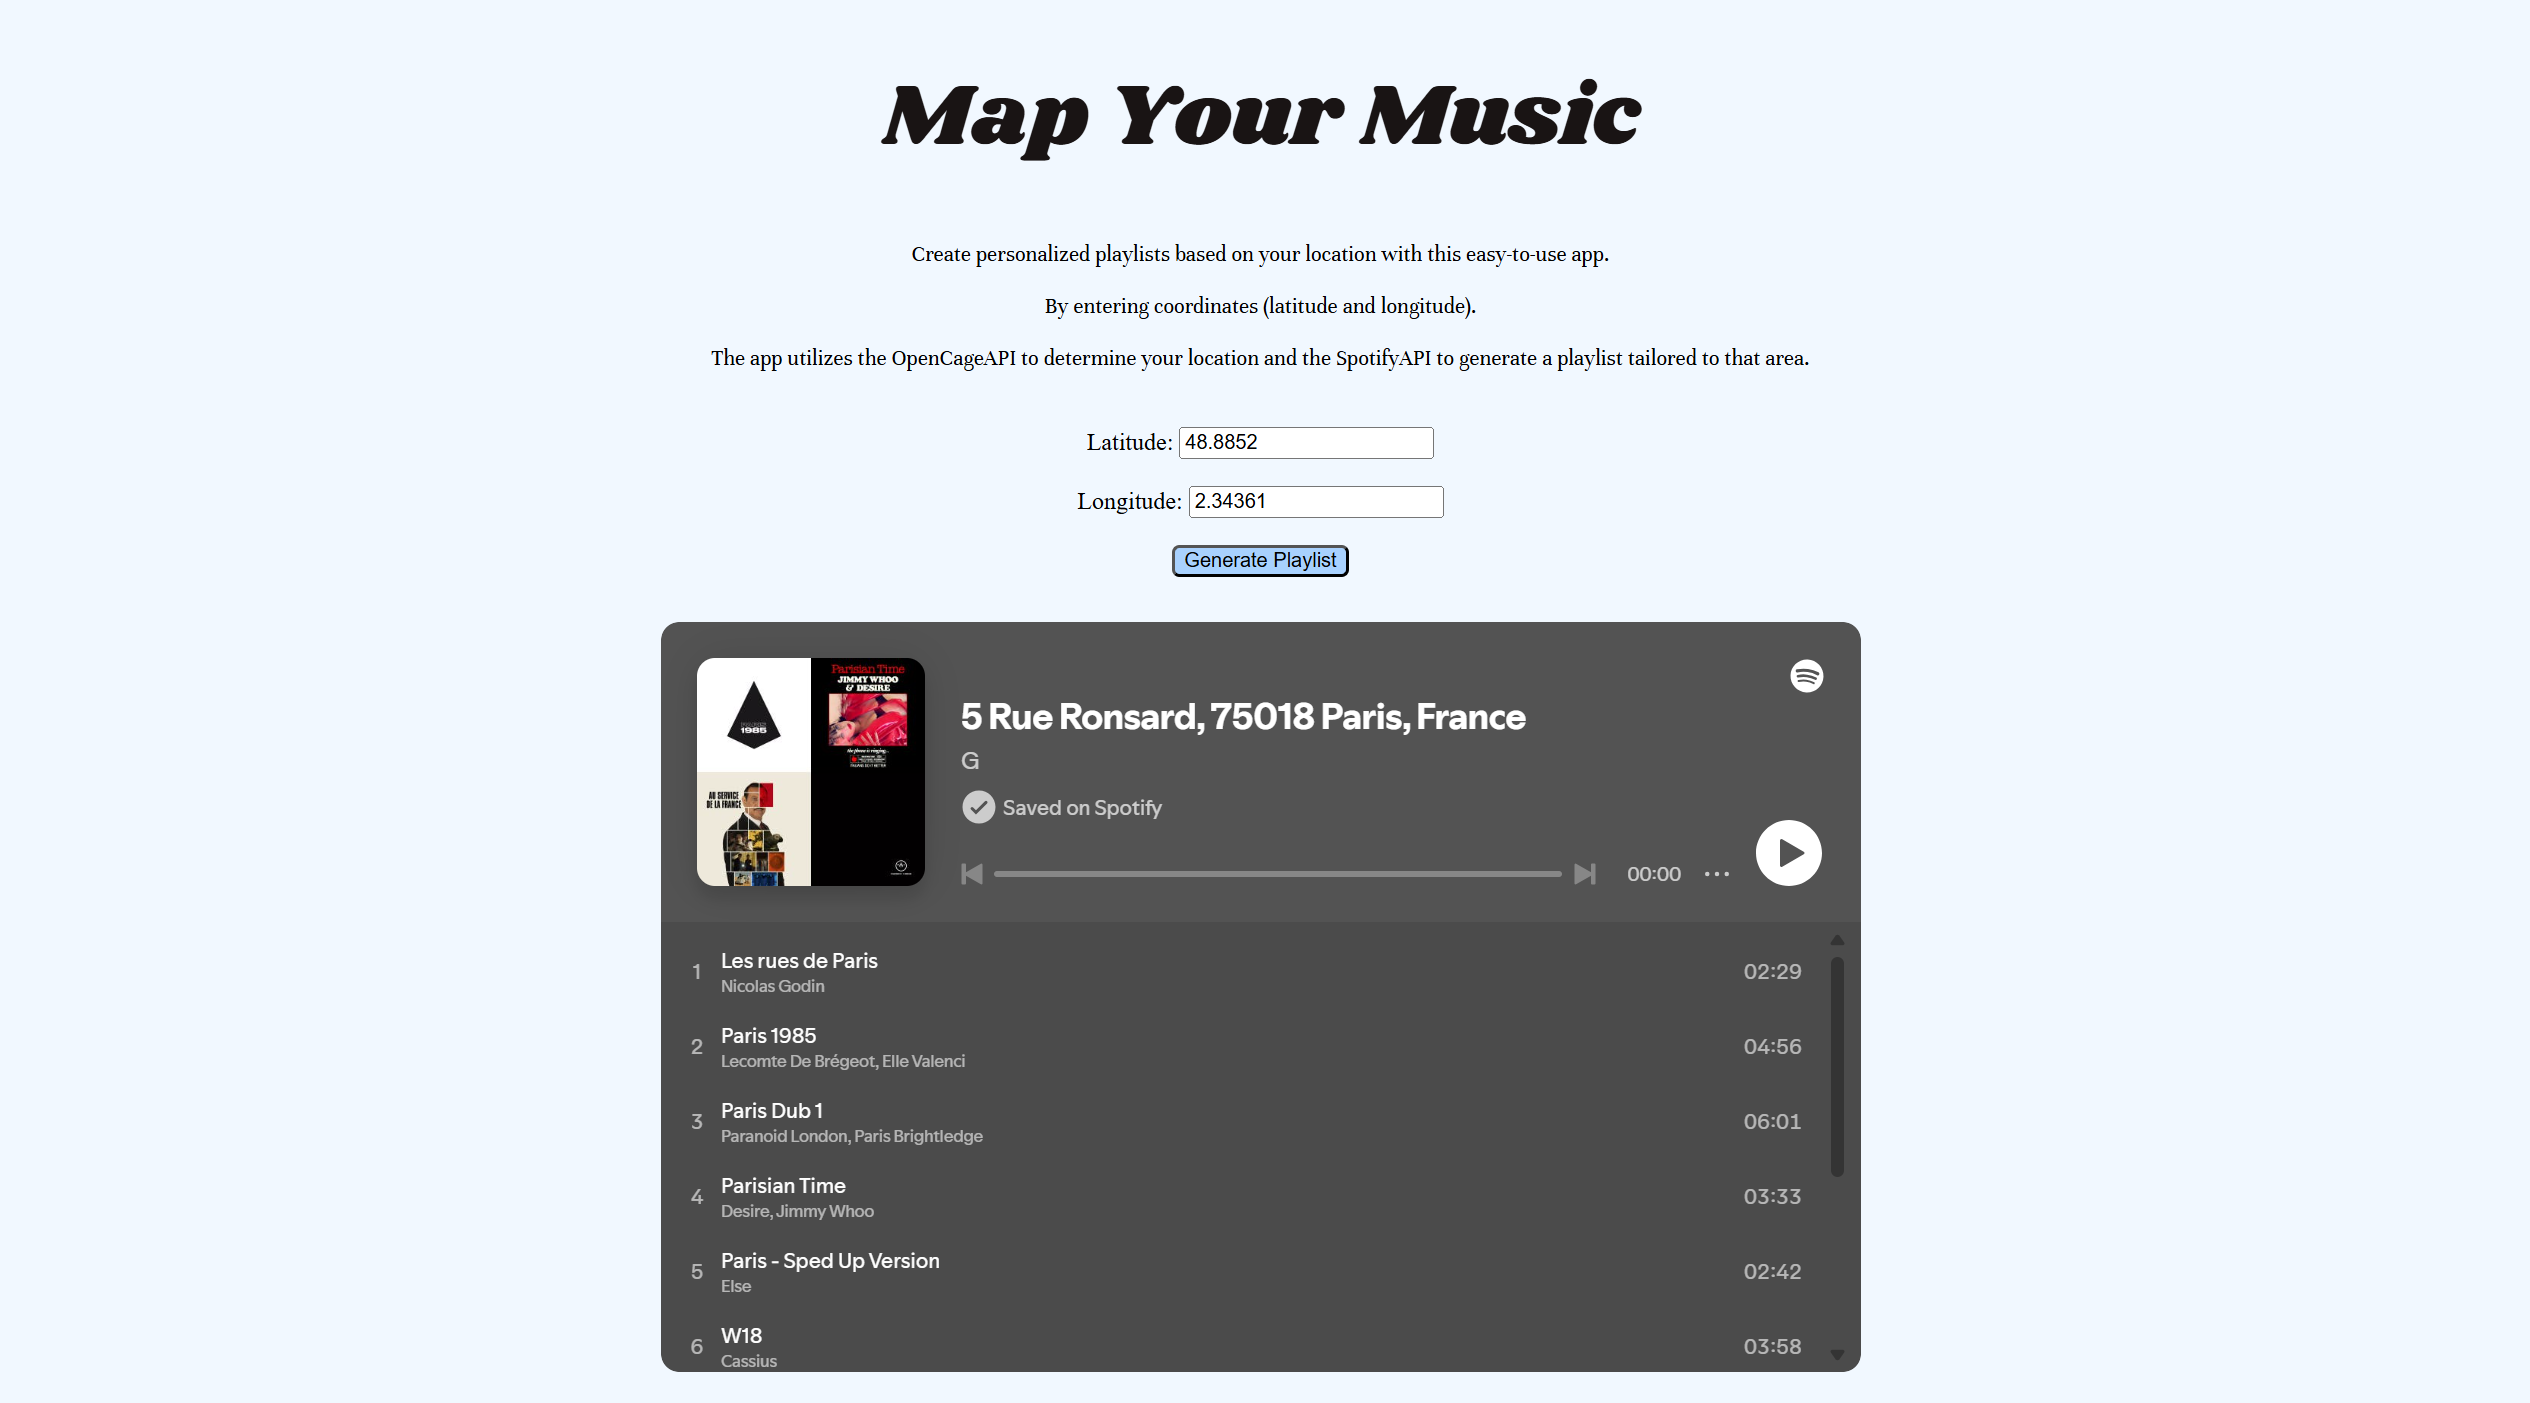 Map Your Music
Create personalized playlists based on your location with this easy-to-use app.
By entering coordinates (latitude and longitude).
The app utilizes the OpenCageAPI to determine your location and the SpotifyAPI to generate a playlist tailored to that area.
Latitude: 48.8852
Longitude: 2.34361
Generate Playlist
Parisian Time
JIMMY WHOO
& DESIRE
1985
the phone is ringing...
AU SERVICE
DE LA FRANCE
5 Rue Ronsard, 75018 Paris, France
G
Saved on Spotify
00:00
1 Les rues de Paris 02:29
Nicolas Godin
2 Paris 1985 04:56
Lecomte De Brégeot, Elle Valenci
3 Paris Dub 1 06:01
Paranoid London, Paris Brightledge
4 Parisian Time 03:33
Desire, Jimmy Whoo
5 Paris - Sped Up Version 02:42
Else
6 W18 03:58
Cassius